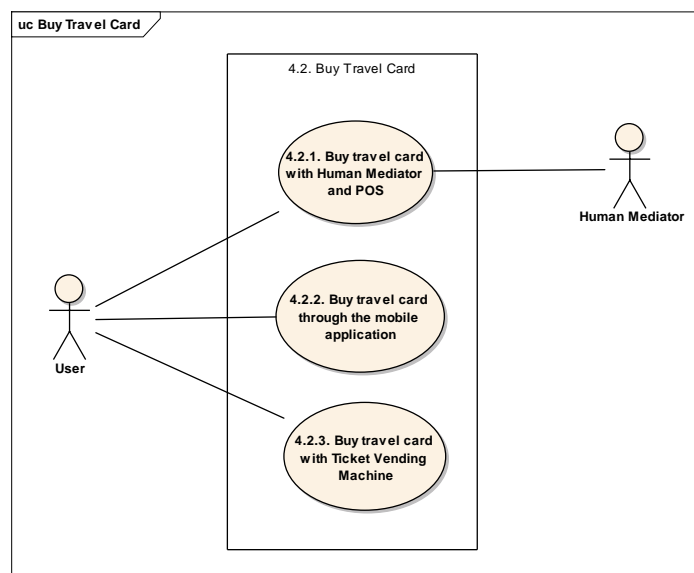 uc Buy Travel Card
4.2. Buy Travel Card
4.2.1. Buy travel card
with Human Mediator
and POS
Human Mediator
4.2.2. Buy travel card
through the mobile
application
User
4.2.3. Buy travel card
with Ticket Vending
Machine